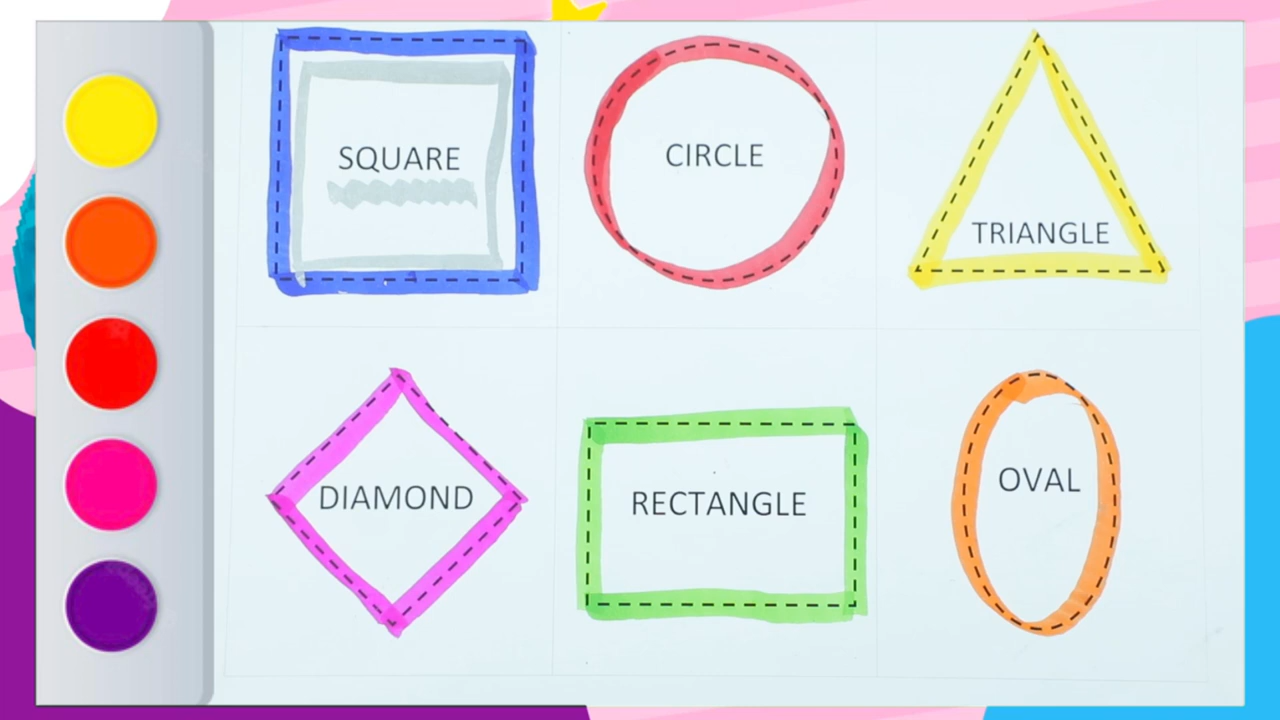 SQUARE
CIRCLE
TRIANGLE
DIAMOND
RECTANGLE
OVAL